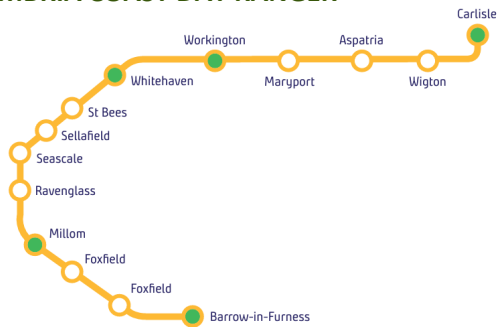 Carlisle
Workington
Aspatria
Maryport
Wigton
Whitehaven
St Bees
Sellafield
Seascale
Ravenglass
Millom
Foxfield
Foxfield
Barrow-in-Furness